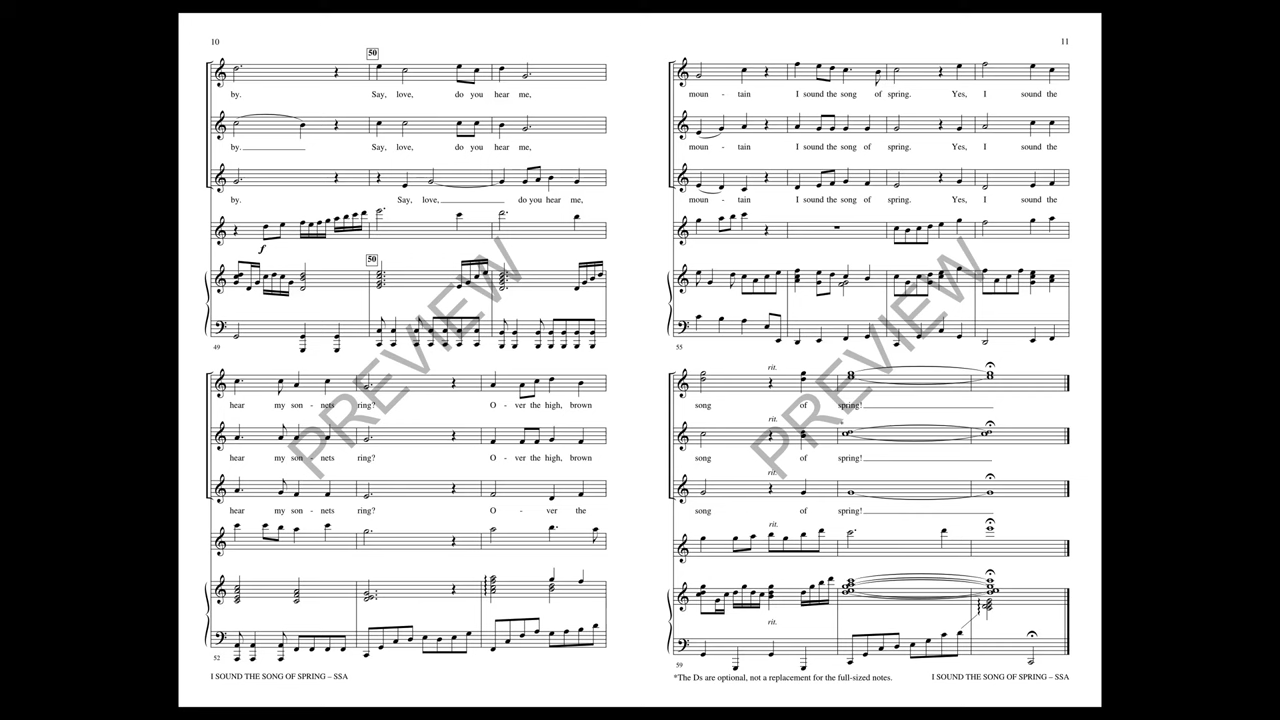 10
50
by. Say, love, do you hear me,
by. Say, love, do you hear me,
by. Say, love, do you hear me,
f
50
49
hear my son - nets ring? O - ver the high, brown
hear my son - nets ring? O - ver the high, brown
hear my son - nets ring? O - ver the
52
I SOUND THE SONG OF SPRING – SSA
PREVIEW
11
moun - tain I sound the song of spring. Yes, I sound the
moun - tain I sound the song of spring. Yes, I sound the
moun - tain I sound the song of spring. Yes, I sound the
55
rit.
song of spring!
rit.
song of spring!
rit.
song of spring!
rit.
rit.
59
*The Ds are optional, not a replacement for the full-sized notes.
I SOUND THE SONG OF SPRING – SSA
PREVIEW